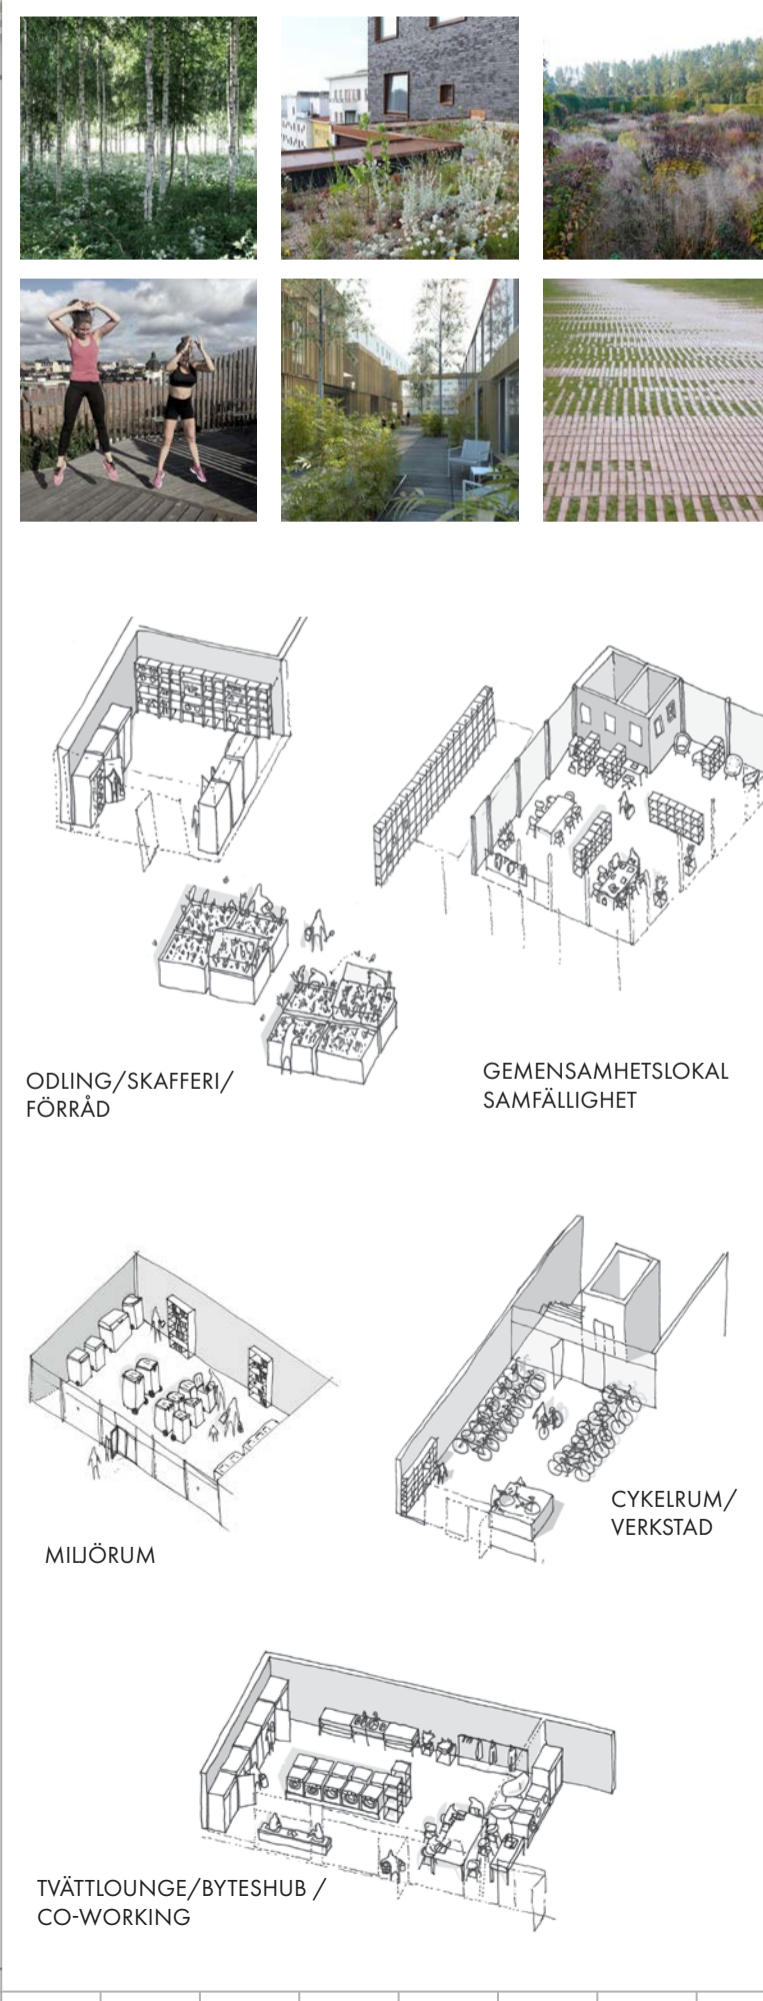 ODLING/SKAFFERI/
FÖRRÅD
GEMENSAMHETSLOKAL
SAMFÄLLIGHET
MILJÖRUM
CYKELRUM/
VERKSTAD
TVÄTTLOUNGE/BYTESHUB /
CO-WORKING